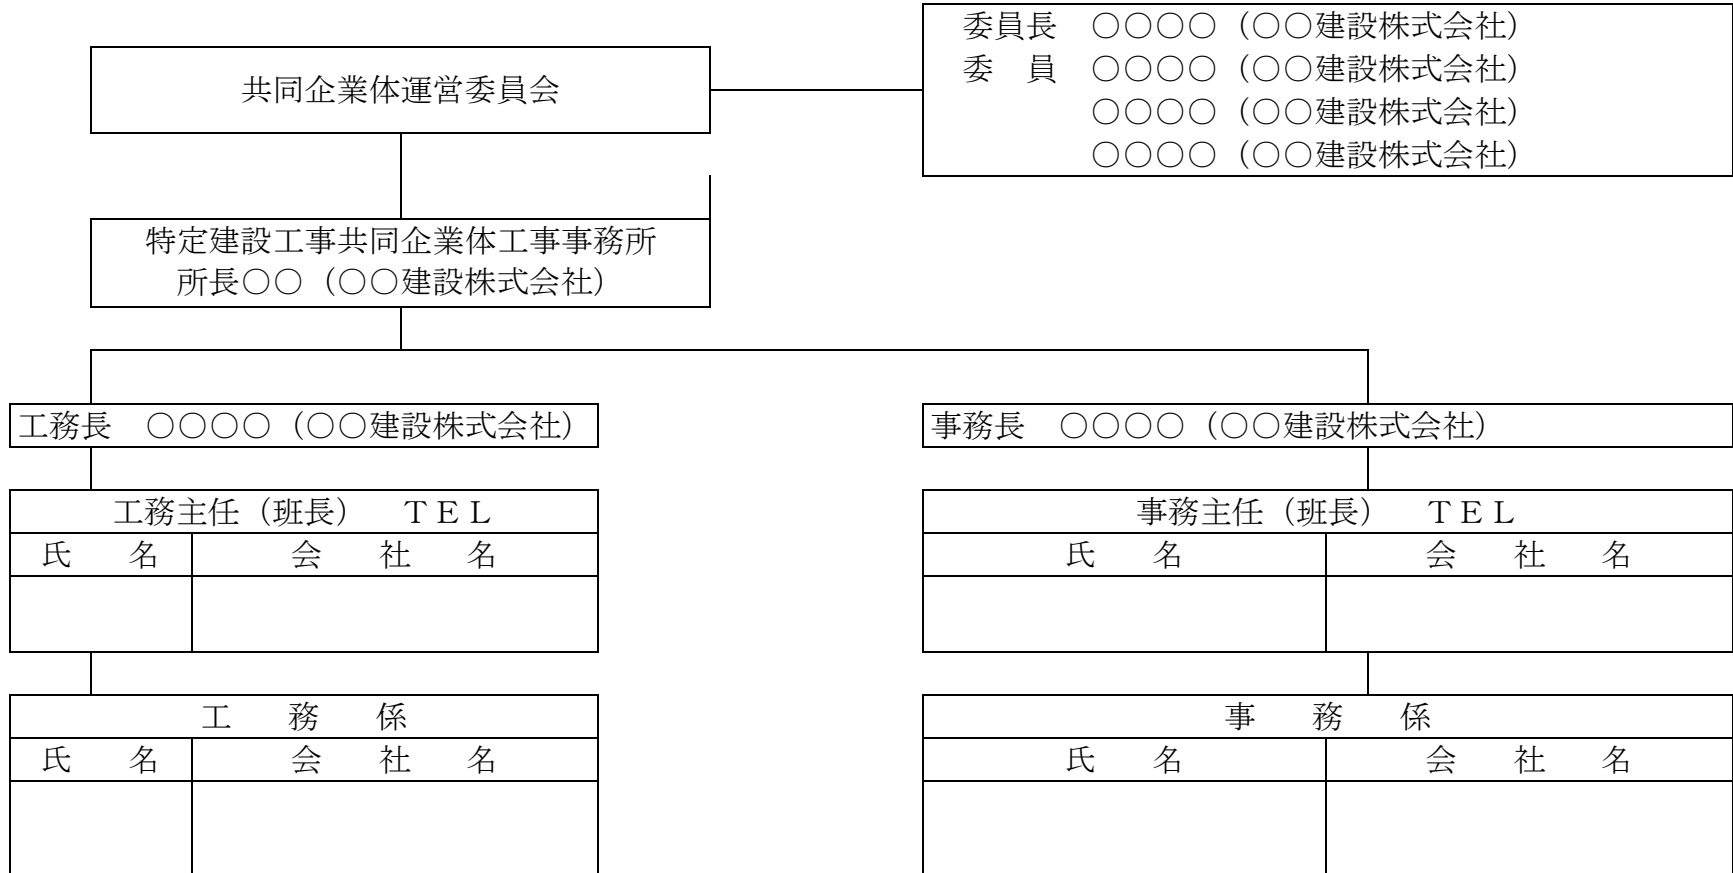 共同企業体運営委員会
委員長　○○○○（○○建設株式会社）
委　員　○○○○（○○建設株式会社）
○○○○（○○建設株式会社）
○○○○（○○建設株式会社）
特定建設工事共同企業体工事事務所
所長○○（○○建設株式会社）
工務長　○○○○（○○建設株式会社）
事務長　○○○○（○○建設株式会社）
工務主任（班長）　ＴＥＬ
氏　名　会　社　名
事務主任（班長）　ＴＥＬ
氏　名　会　社　名
工　務　係
氏　名　会　社　名
事　務　係
氏　名　会　社　名